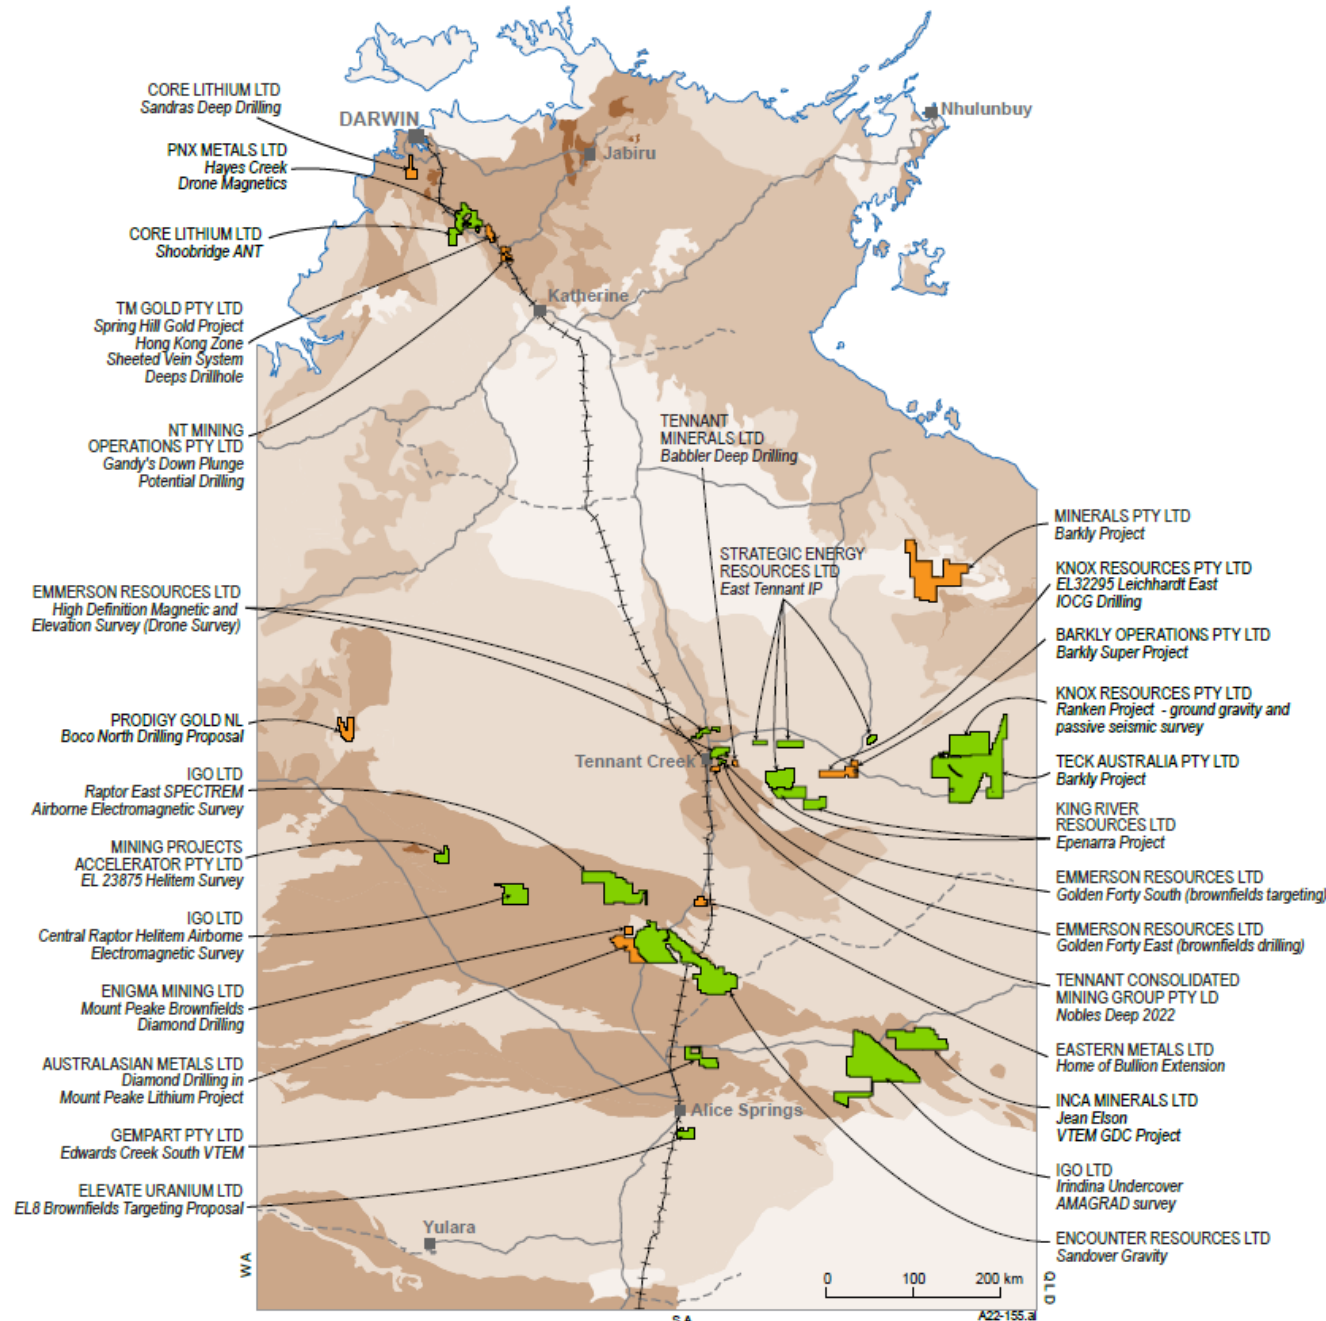 CORE LITHIUM LTD
Sandras Deep Drilling
DARWIN
Nhulunbuy
PNX METALS LTD
Hayes Creek
Drone Magnetics
Jabiru
CORE LITHIUM LTD
Shoobridge ANT
Katherine
TM GOLD PTY LTD
Spring Hill Gold Project
Hong Kong Zone
Sheeted Vein System
Deeps Drillhole
NT MINING
OPERATIONS PTY LTD
Gandy's Down Plunge
Potential Drilling
TENNANT
MINERALS LTD
Babbler Deep Drilling
STRATEGIC ENERGY
RESOURCES LTD
East Tennant IP
MINERALS PTY LTD
Barkly Project
KNOX RESOURCES PTY LTD
EL32295 Leichhardt East
IOCG Drilling
BARKLY OPERATIONS PTY LTD
Barkly Super Project
KNOX RESOURCES PTY LTD
Ranken Project - ground gravity and
passive seismic survey
TECK AUSTRALIA PTY LTD
Barkly Project
KING RIVER
RESOURCES LTD
Epenarra Project
EMMERSON RESOURCES LTD
Golden Forty South (brownfields targeting)
EMMERSON RESOURCES LTD
Golden Forty East (brownfields drilling)
TENNANT CONSOLIDATED
MINING GROUP PTY LD
Nobles Deep 2022
EASTERN METALS LTD
Home of Bullion Extension
INCA MINERALS LTD
Jean Elson
VTEM GDC Project
IGO LTD
Irindina Undercover
AMAGRAD survey
ENCOUNTER RESOURCES LTD
Sandover Gravity
EMMERSON RESOURCES LTD
High Definition Magnetic and
Elevation Survey (Drone Survey)
Tennant Creek
PRODIGY GOLD NL
Boco North Drilling Proposal
IGO LTD
Raptor East SPECTREM
Airborne Electromagnetic Survey
MINING PROJECTS
ACCELERATOR PTY LTD
EL 23875 Helitem Survey
IGO LTD
Central Raptor Helitem Airborne
Electromagnetic Survey
ENIGMA MINING LTD
Mount Peake Brownfields
Diamond Drilling
AUSTRALASIAN METALS LTD
Diamond Drilling in
Mount Peake Lithium Project
Alice Springs
GEMPART PTY LTD
Edwards Creek South VTEM
ELEVATE URANIUM LTD
EL8 Brownfields Targeting Proposal
Yulara
WA
QLD
0 100 200 km
SA
A22-155.ai